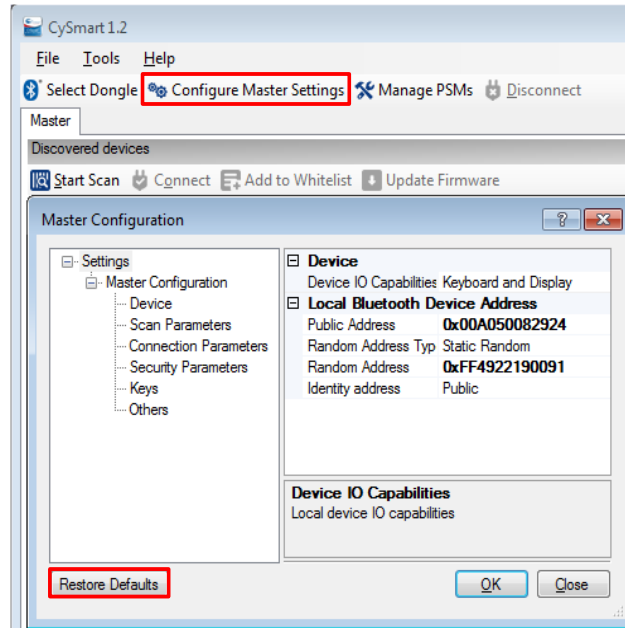 CySmart 1.2
File Tools Help
Select Dongle Configure Master Settings Manage PSMs Disconnect
Master
Discovered devices
Start Scan Connect Add to Whitelist Update Firmware
Master Configuration
Settings
Master Configuration
Device
Scan Parameters
Connection Parameters
Security Parameters
Keys
Others
Device
Device IO Capabilities Keyboard and Display
Local Bluetooth Device Address
Public Address 0x00A050082924
Random Address Typ Static Random
Random Address 0xFF4922190091
Identity address Public
Device IO Capabilities
Local device IO capabilities
Restore Defaults OK Close